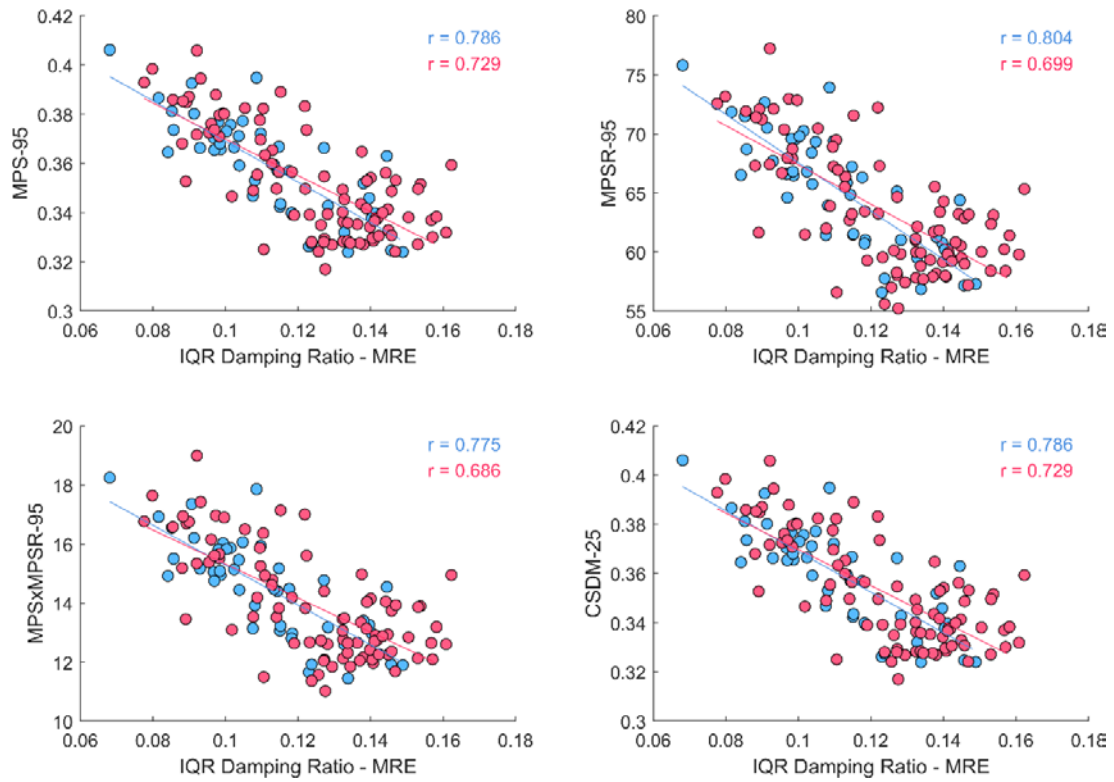 0.42
0.4
0.38
0.36
0.34
0.32
0.3
MPS-95
r = 0.786
r = 0.729
0.06 0.08 0.1 0.12 0.14 0.16 0.18
IQR Damping Ratio - MRE
80
75
70
65
60
55
MPSR-95
r = 0.804
r = 0.699
0.06 0.08 0.1 0.12 0.14 0.16 0.18
IQR Damping Ratio - MRE
20
18
16
14
12
10
MPSxMPSR-95
r = 0.775
r = 0.686
0.06 0.08 0.1 0.12 0.14 0.16 0.18
IQR Damping Ratio - MRE
0.42
0.4
0.38
0.36
0.34
0.32
0.3
CSDM-25
r = 0.786
r = 0.729
0.06 0.08 0.1 0.12 0.14 0.16 0.18
IQR Damping Ratio - MRE